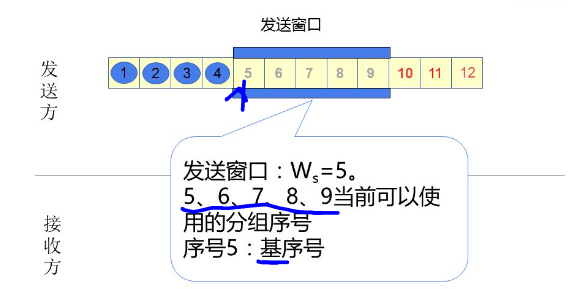 发送窗口
发送方
1 2 3 4 5 6 7 8 9 10 11 12
发送窗口：Ws=5。
5、6、7、8、9当前可以使
用的分组序号
序号5：基序号
接收方